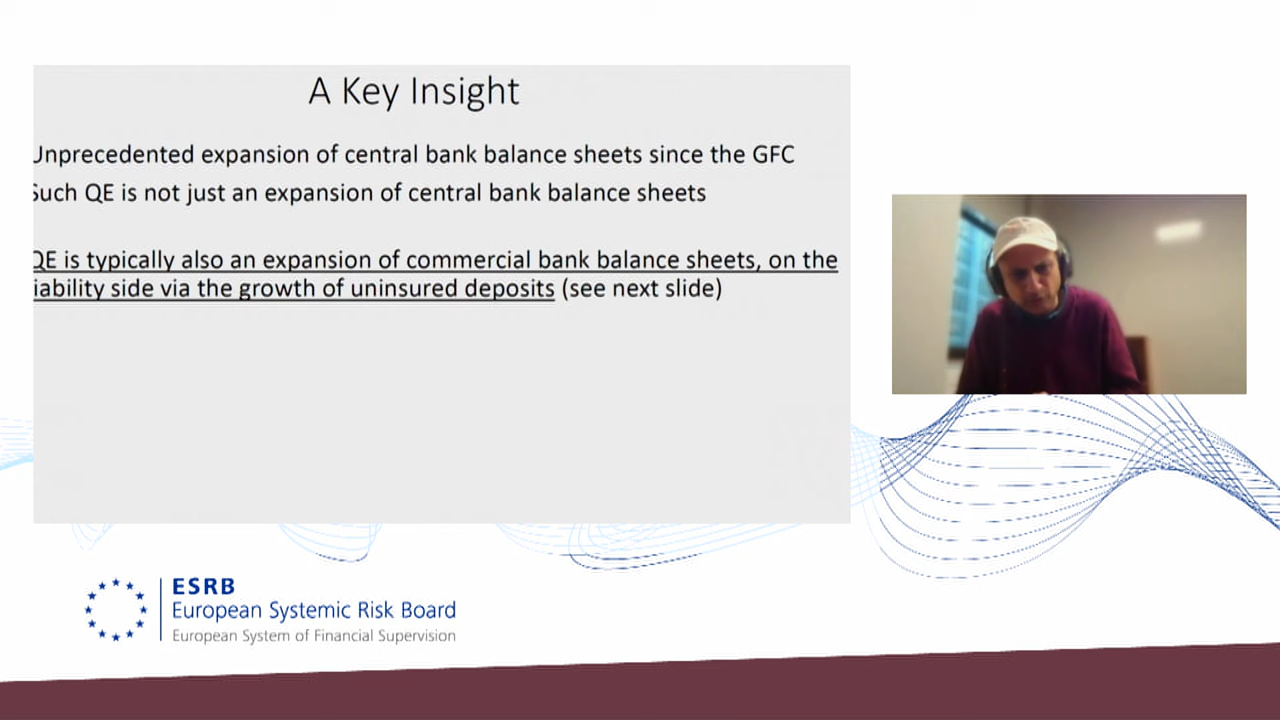 A Key Insight
Unprecedented expansion of central bank balance sheets since the GFC
Such QE is not just an expansion of central bank balance sheets
QE is typically also an expansion of commercial bank balance sheets, on the
iability side via the growth of uninsured deposits (see next slide)
ESRB
European Systemic Risk Board
European System of Financial Supervision